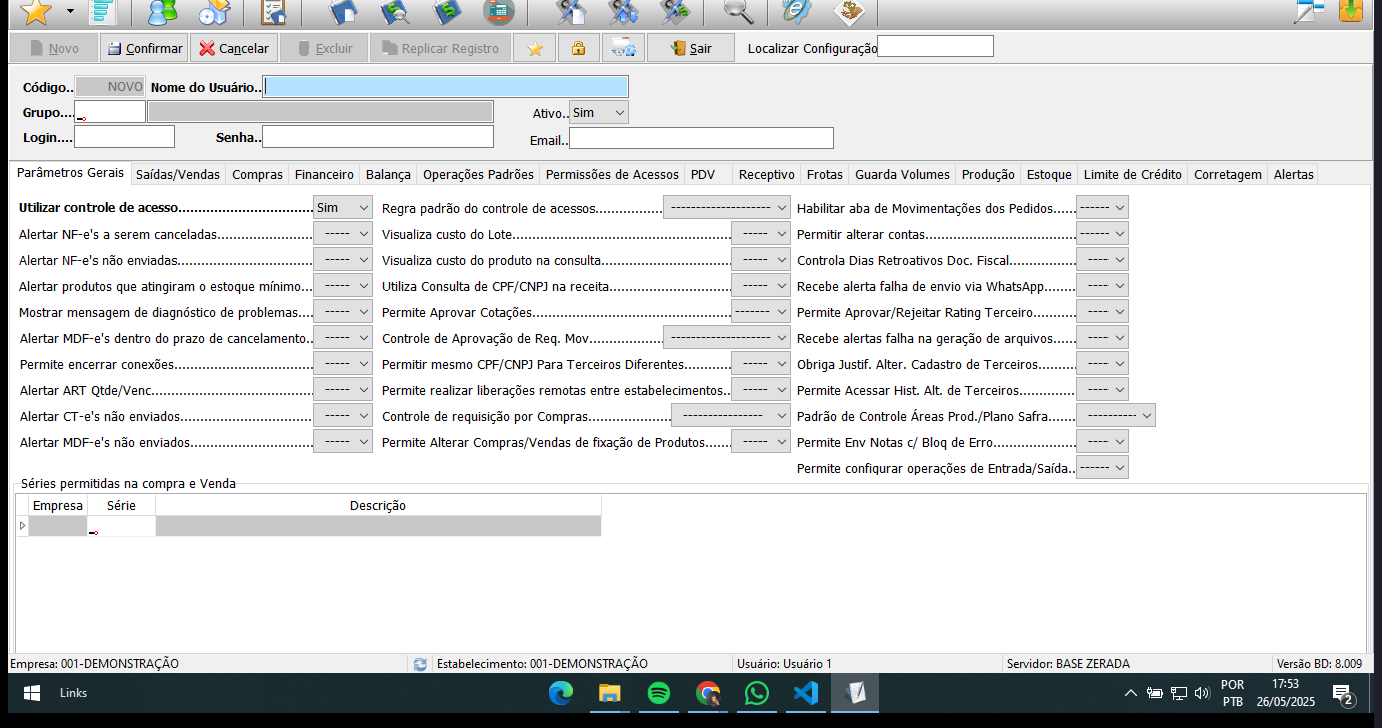 Novo Confirmar Cancelar Excluir Replicar Registro Sair Localizar Configuração
Código.. NOVO Nome do Usuário..
Grupo.... Ativo.. Sim
Login.... Senha.. Email..
Parâmetros Gerais Saídas/Vendas Compras Financeiro Balança Operações Padrões Permissões de Acessos PDV Receptivo Frotas Guarda Volumes Produção Estoque Limite de Crédito Corretagem Alertas
Utilizar controle de acesso Sim Regra padrão do controle de acessos Habilitar aba de Movimentações dos Pedidos
Alertar NF-e's a serem canceladas Visualiza custo do Lote Permitir alterar contas
Alertar NF-e's não enviadas Visualiza custo do produto na consulta Controla Dias Retroativos Doc. Fiscal
Alertar produtos que atingiram o estoque mínimo Utiliza Consulta de CPF/CNPJ na receita Recebe alerta falha de envio via WhatsApp
Mostrar mensagem de diagnóstico de problemas Permite Aprovar Cotações Permite Aprovar/Rejeitar Rating Terceiro
Alertar MDF-e's dentro do prazo de cancelamento Controle de Aprovação de Req. Mov Recebe alertas falha na geração de arquivos
Permite encerrar conexões Permitir mesmo CPF/CNPJ Para Terceiros Diferentes Obriga Justif. Alter. Cadastro de Terceiros
Alertar ART Qtde/Venc Permite realizar liberações remotas entre estabelecimentos Permite Acessar Hist. Alt. de Terceiros
Alertar CT-e's não enviados Controle de requisição por Compras Padrão de Controle Áreas Prod./Plano Safra
Alertar MDF-e's não enviados Permite Alterar Compras/Vendas de fixação de Produtos Permite Env Notas c/ Bloq de Erro
Permite configurar operações de Entrada/Saída
Séries permitidas na compra e Venda
Empresa Série Descrição
Empresa: 001-DEMONSTRAÇÃO Estabelecimento: 001-DEMONSTRAÇÃO Usuário: Usuário 1 Servidor: BASE ZERADA Versão BD: 8.009
Links POR 17:53
PTB 26/05/2025 2